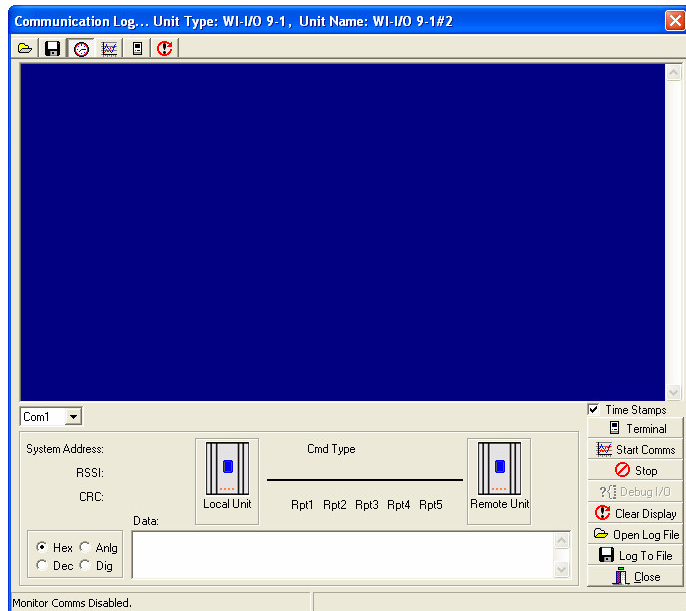 Communication Log... Unit Type: WI-I/O 9-1, Unit Name: WI-I/O 9-1#2
Com1
Time Stamps
Terminal
Start Comms
Stop
?{¦ Debug I/O
Clear Display
Open Log File
Log To File
Close
System Address:
RSSI:
CRC:
Local Unit
Cmd Type
Rpt1 Rpt2 Rpt3 Rpt4 Rpt5
Remote Unit
Data:
Hex Anlg
Dec Dig
Monitor Comms Disabled.